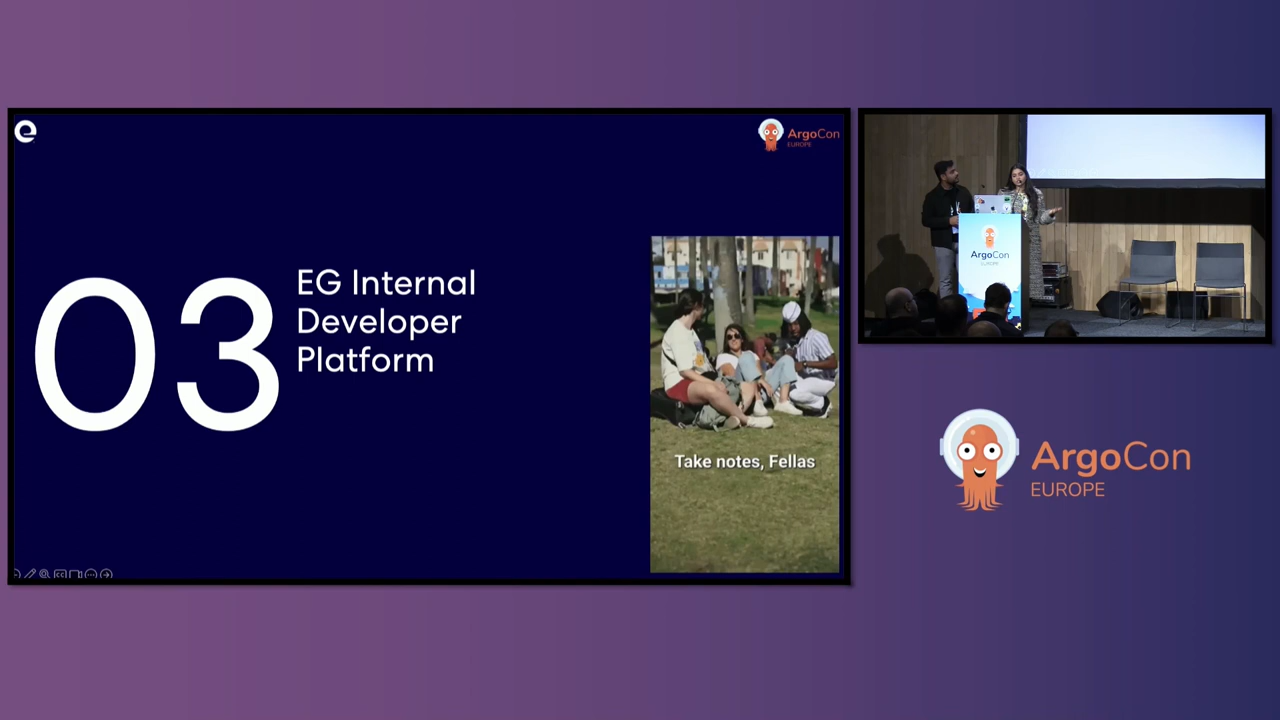 e
ArgoCon
EUROPE
03
EG Internal
Developer
Platform
Take notes, Fellas
ArgoCon
EUROPE
ArgoCon
EUROPE